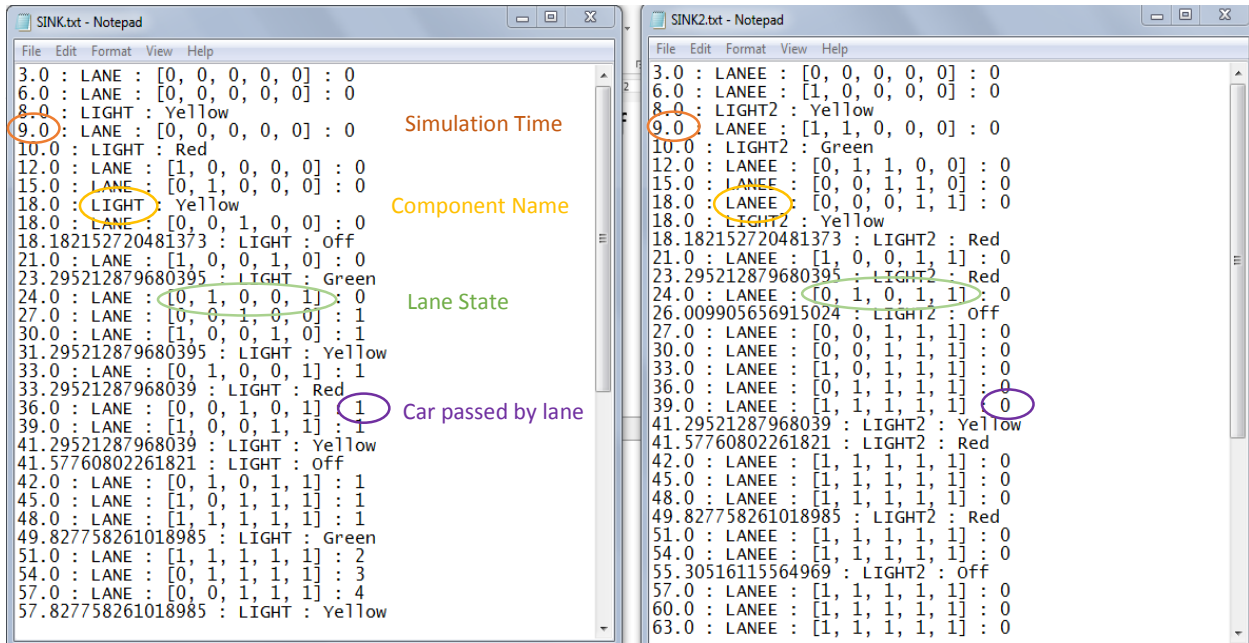 SINK.txt - Notepad
File Edit Format View Help
3.0 : LANE : [0, 0, 0, 0, 0] : 0
6.0 : LANE : [0, 0, 0, 0, 0] : 0
8.0 : LIGHT : Yellow
9.0 : LANE : [0, 0, 0, 0, 0] : 0
Simulation Time
10.0 : LIGHT : Red
12.0 : LANE : [1, 0, 0, 0, 0] : 0
15.0 : LANE : [0, 1, 0, 0, 0] : 0
18.0 : LIGHT : Yellow
Component Name
18.0 : LANE : [0, 0, 1, 0, 0] : 0
18.182152720481373 : LIGHT : Off
21.0 : LANE : [1, 0, 0, 1, 0] : 0
23.295212879680395 : LIGHT : Green
24.0 : LANE : [0, 1, 0, 0, 1] : 0
Lane State
27.0 : LANE : [0, 0, 1, 0, 0] : 1
30.0 : LANE : [1, 0, 0, 1, 0] : 1
31.295212879680395 : LIGHT : Yellow
33.0 : LANE : [0, 1, 0, 0, 1] : 1
33.29521287968039 : LIGHT : Red
36.0 : LANE : [0, 0, 1, 0, 1] : 1
Car passed by lane
39.0 : LANE : [1, 0, 0, 1, 1] : 1
41.29521287968039 : LIGHT : Yellow
41.57760802261821 : LIGHT : Off
42.0 : LANE : [0, 1, 0, 1, 1] : 1
45.0 : LANE : [1, 0, 1, 1, 1] : 1
48.0 : LANE : [1, 1, 1, 1, 1] : 1
49.827758261018985 : LIGHT : Green
51.0 : LANE : [1, 1, 1, 1, 1] : 2
54.0 : LANE : [0, 1, 1, 1, 1] : 3
57.0 : LANE : [0, 0, 1, 1, 1] : 4
57.827758261018985 : LIGHT : Yellow
SINK2.txt - Notepad
File Edit Format View Help
3.0 : LANEE : [0, 0, 0, 0, 0] : 0
6.0 : LANEE : [1, 0, 0, 0, 0] : 0
8.0 : LIGHT2 : Yellow
9.0 : LANEE : [1, 1, 0, 0, 0] : 0
10.0 : LIGHT2 : Green
12.0 : LANEE : [0, 1, 1, 0, 0] : 0
15.0 : LANEE : [0, 0, 1, 1, 0] : 0
18.0 : LANEE : [0, 0, 0, 1, 1] : 0
18.0 : LIGHT2 : Yellow
18.182152720481373 : LIGHT2 : Red
21.0 : LANEE : [1, 0, 0, 1, 1] : 0
23.295212879680395 : LIGHT2 : Red
24.0 : LANEE : [0, 1, 0, 1, 1] : 0
26.009905656915024 : LIGHT2 : Off
27.0 : LANEE : [0, 0, 1, 1, 1] : 0
30.0 : LANEE : [0, 0, 1, 1, 1] : 0
33.0 : LANEE : [1, 0, 1, 1, 1] : 0
36.0 : LANEE : [0, 1, 1, 1, 1] : 0
39.0 : LANEE : [1, 1, 1, 1, 1] : 0
41.29521287968039 : LIGHT2 : Yellow
41.57760802261821 : LIGHT2 : Red
42.0 : LANEE : [1, 1, 1, 1, 1] : 0
45.0 : LANEE : [1, 1, 1, 1, 1] : 0
48.0 : LANEE : [1, 1, 1, 1, 1] : 0
49.827758261018985 : LIGHT2 : Red
51.0 : LANEE : [1, 1, 1, 1, 1] : 0
54.0 : LANEE : [1, 1, 1, 1, 1] : 0
55.30516115564969 : LIGHT2 : Off
57.0 : LANEE : [1, 1, 1, 1, 1] : 0
60.0 : LANEE : [1, 1, 1, 1, 1] : 0
63.0 : LANEE : [1, 1, 1, 1, 1] : 0